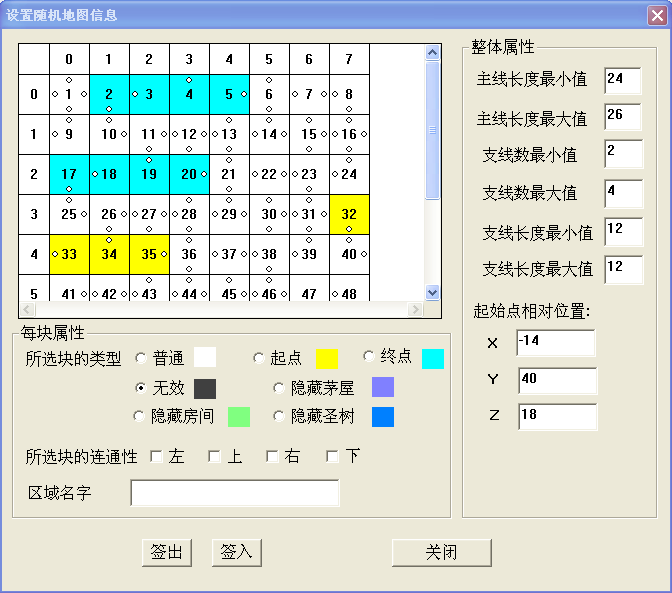 设置随机地图信息
0 1 2 3 4 5 6 7
0 1 2 3 4 5 6 7 8
1 9 10 11 12 13 14 15 16
2 17 18 19 20 21 22 23 24
3 25 26 27 28 29 30 31 32
4 33 34 35 36 37 38 39 40
5 41 42 43 44 45 46 47 48
整体属性
主线长度最小值 24
主线长度最大值 26
支线数最小值 2
支线数最大值 4
支线长度最小值 12
支线长度最大值 12
起始点相对位置:
X -14
Y 40
Z 18
每块属性
所选块的类型 普通 起点 终点
无效 隐藏茅屋
隐藏房间 隐藏圣树
所选块的连通性 左 上 右 下
区域名字
签出 签入 关闭